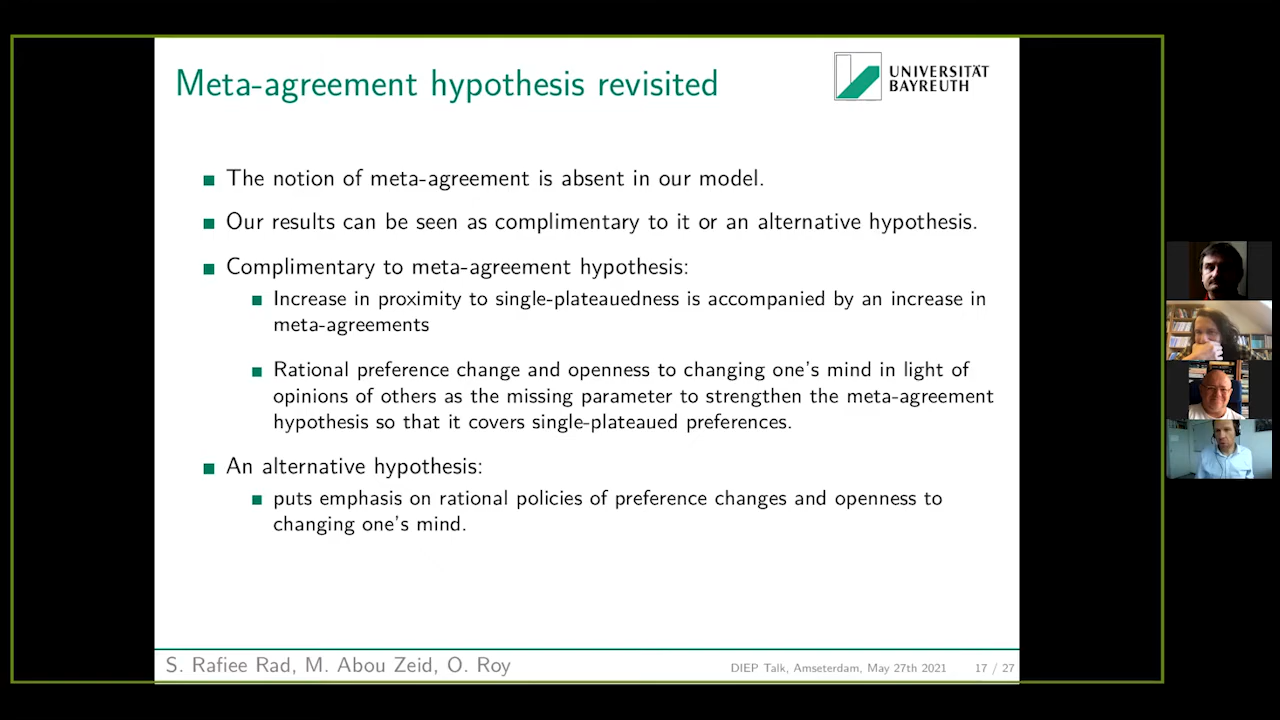 Meta-agreement hypothesis revisited
UNIVERSITÄT
BAYREUTH
The notion of meta-agreement is absent in our model.
Our results can be seen as complimentary to it or an alternative hypothesis.
Complimentary to meta-agreement hypothesis:
Increase in proximity to single-plateauedness is accompanied by an increase in
meta-agreements
Rational preference change and openness to changing one's mind in light of
opinions of others as the missing parameter to strengthen the meta-agreement
hypothesis so that it covers single-plateaued preferences.
An alternative hypothesis:
puts emphasis on rational policies of preference changes and openness to
changing one's mind.
S. Rafiee Rad, M. Abou Zeid, O. Roy
DIEP Talk, Amseterdam, May 27th 2021
17 / 27